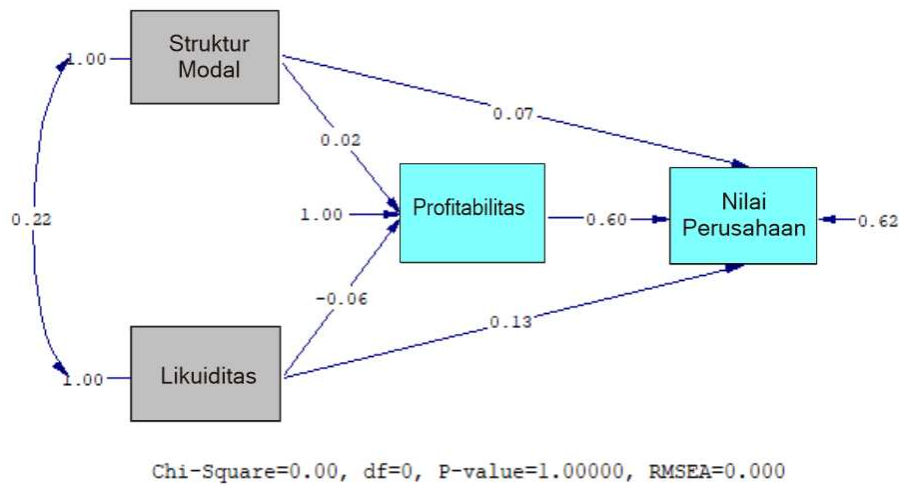 Struktur
Modal
1.00
0.07
0.02
Profitabilitas
1.00
0.60
Nilai
Perusahaan
0.62
0.22
-0.06
0.13
Likuiditas
1.00
Chi-Square=0.00, df=0, P-value=1.00000, RMSEA=0.000